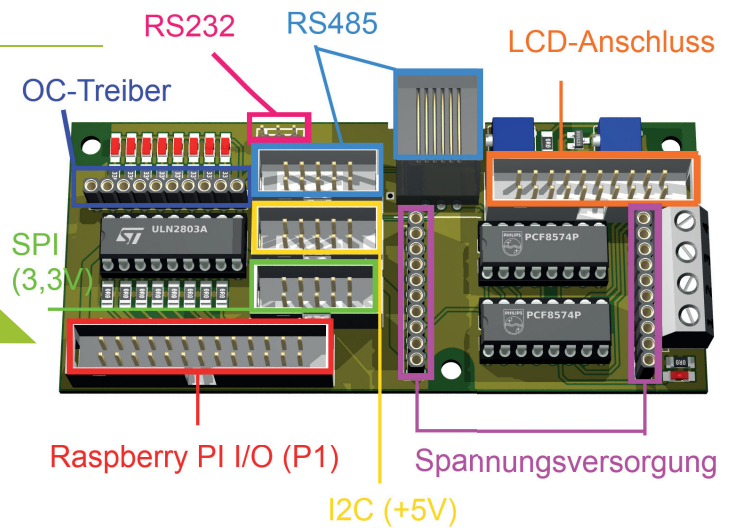 RS232
RS485
LCD-Anschluss
OC-Treiber
ULN2803A
SPI
(3,3V)
PHILIPS
PCF8574P
PHILIPS
PCF8574P
Raspberry PI I/O (P1)
Spannungsversorgung
I2C (+5V)